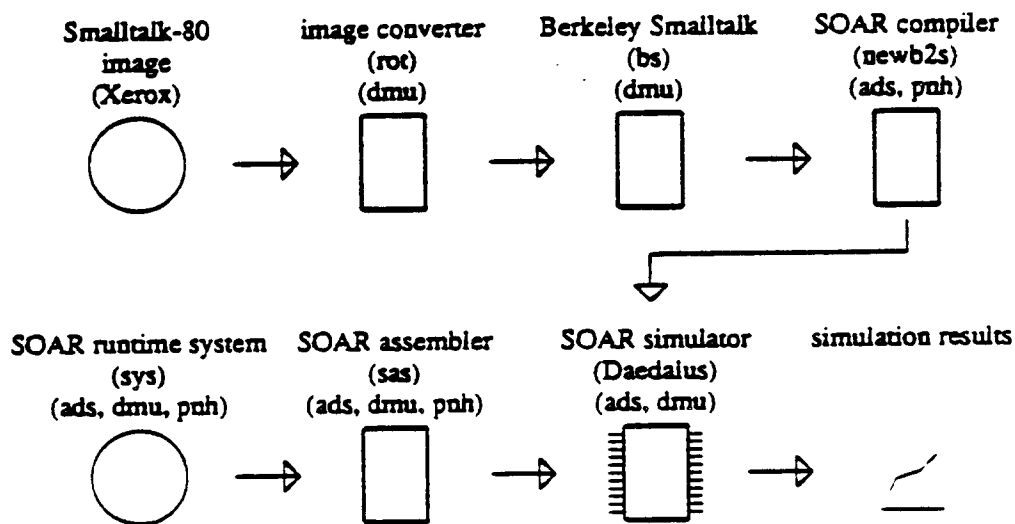 Smalltalk-80
image
(Xerox)
image converter
(rot)
(dmu)
Berkeley Smalltalk
(bs)
(dmu)
SOAR compiler
(newb2s)
(ads, pnh)
SOAR runtime system
(sys)
(ads, dmu, pnh)
SOAR assembler
(sas)
(ads, dmu, pnh)
SOAR simulator
(Daedalus)
(ads, dmu)
simulation results